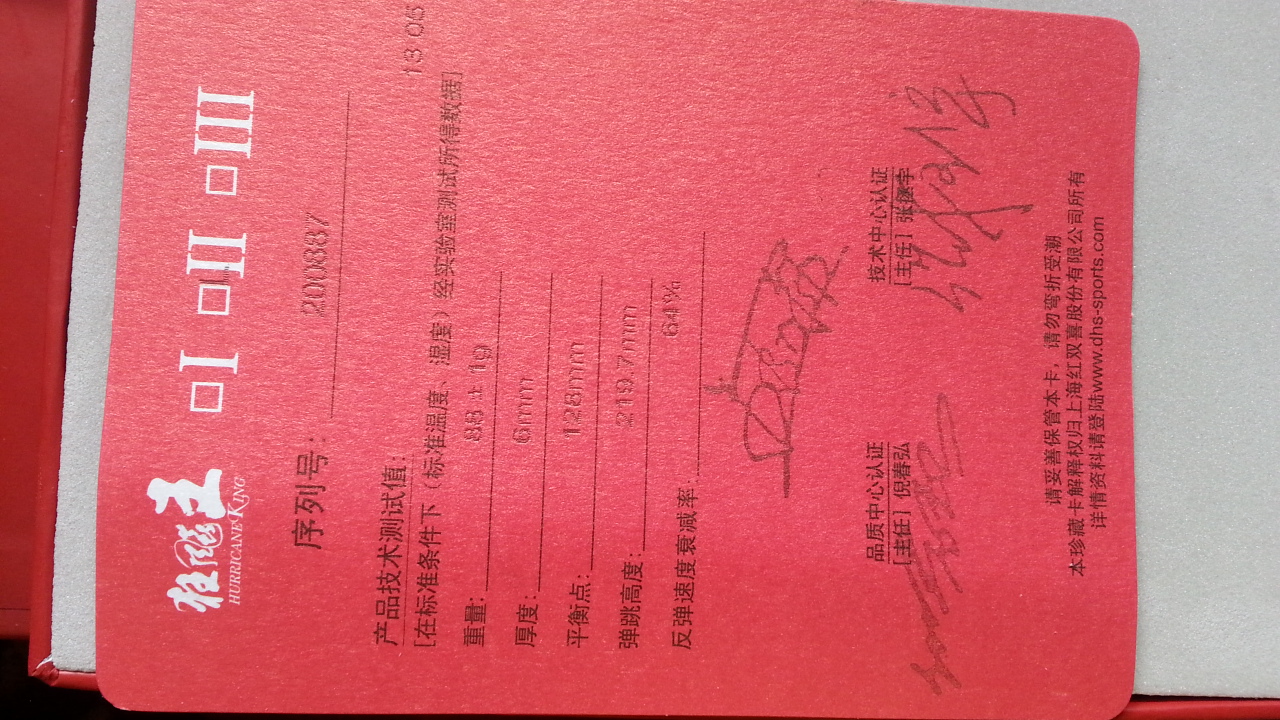 狂飚王
HURRICANE KING
□ I □ II □ III
序列号： 200887
13 05
产品技术测试值：
[在标准条件下（标准温度、湿度）经实验室测试所得数据]
重量： 88 ± 1g
厚度： 6mm
平衡点： 128mm
弹跳高度： 219.7mm
反弹速度衰减率： 64%
品质中心认证 技术中心认证
[主任] 倪春弘 [主任] 张继宇
请妥善保管本卡，请勿弯折受潮
本珍藏卡解释权归上海红双喜股份有限公司所有
详情资料请登陆www.dhs-sports.com